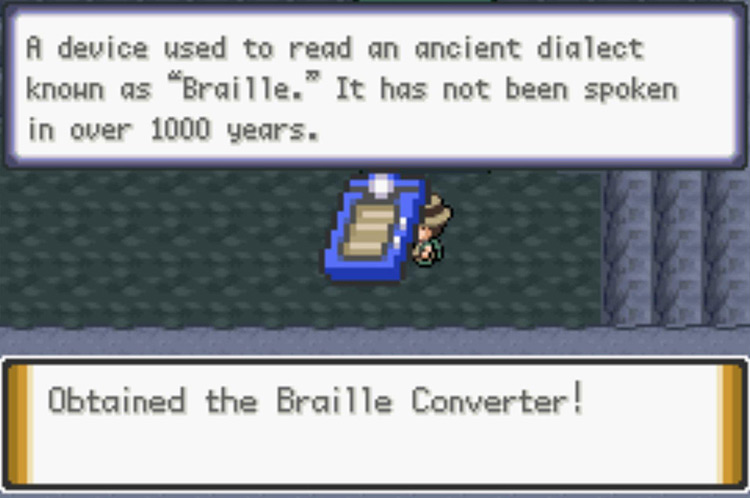 A device used to read an ancient dialect
known as “Braille.” It has not been spoken
in over 1000 years.
Obtained the Braille Converter!